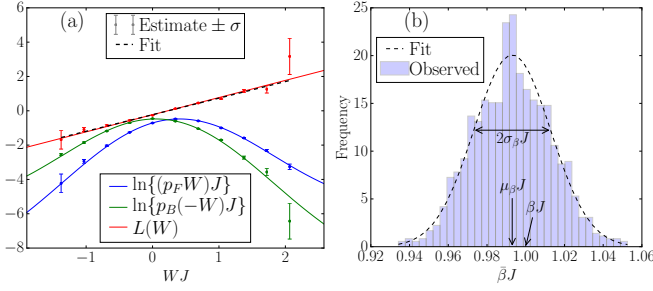 (a)
Estimate ± σ
Fit
ln{(p_F W)J}
ln{p_B(−W)J}
L(W)
6
4
2
0
−2
−4
−6
−8
−1
0
1
2
WJ
(b)
Fit
Observed
2σ_β̄J
μ_β̄J
βJ
Frequency
25
20
15
10
5
0
0.92
0.94
0.96
0.98
1.00
1.02
1.04
1.06
β̄J